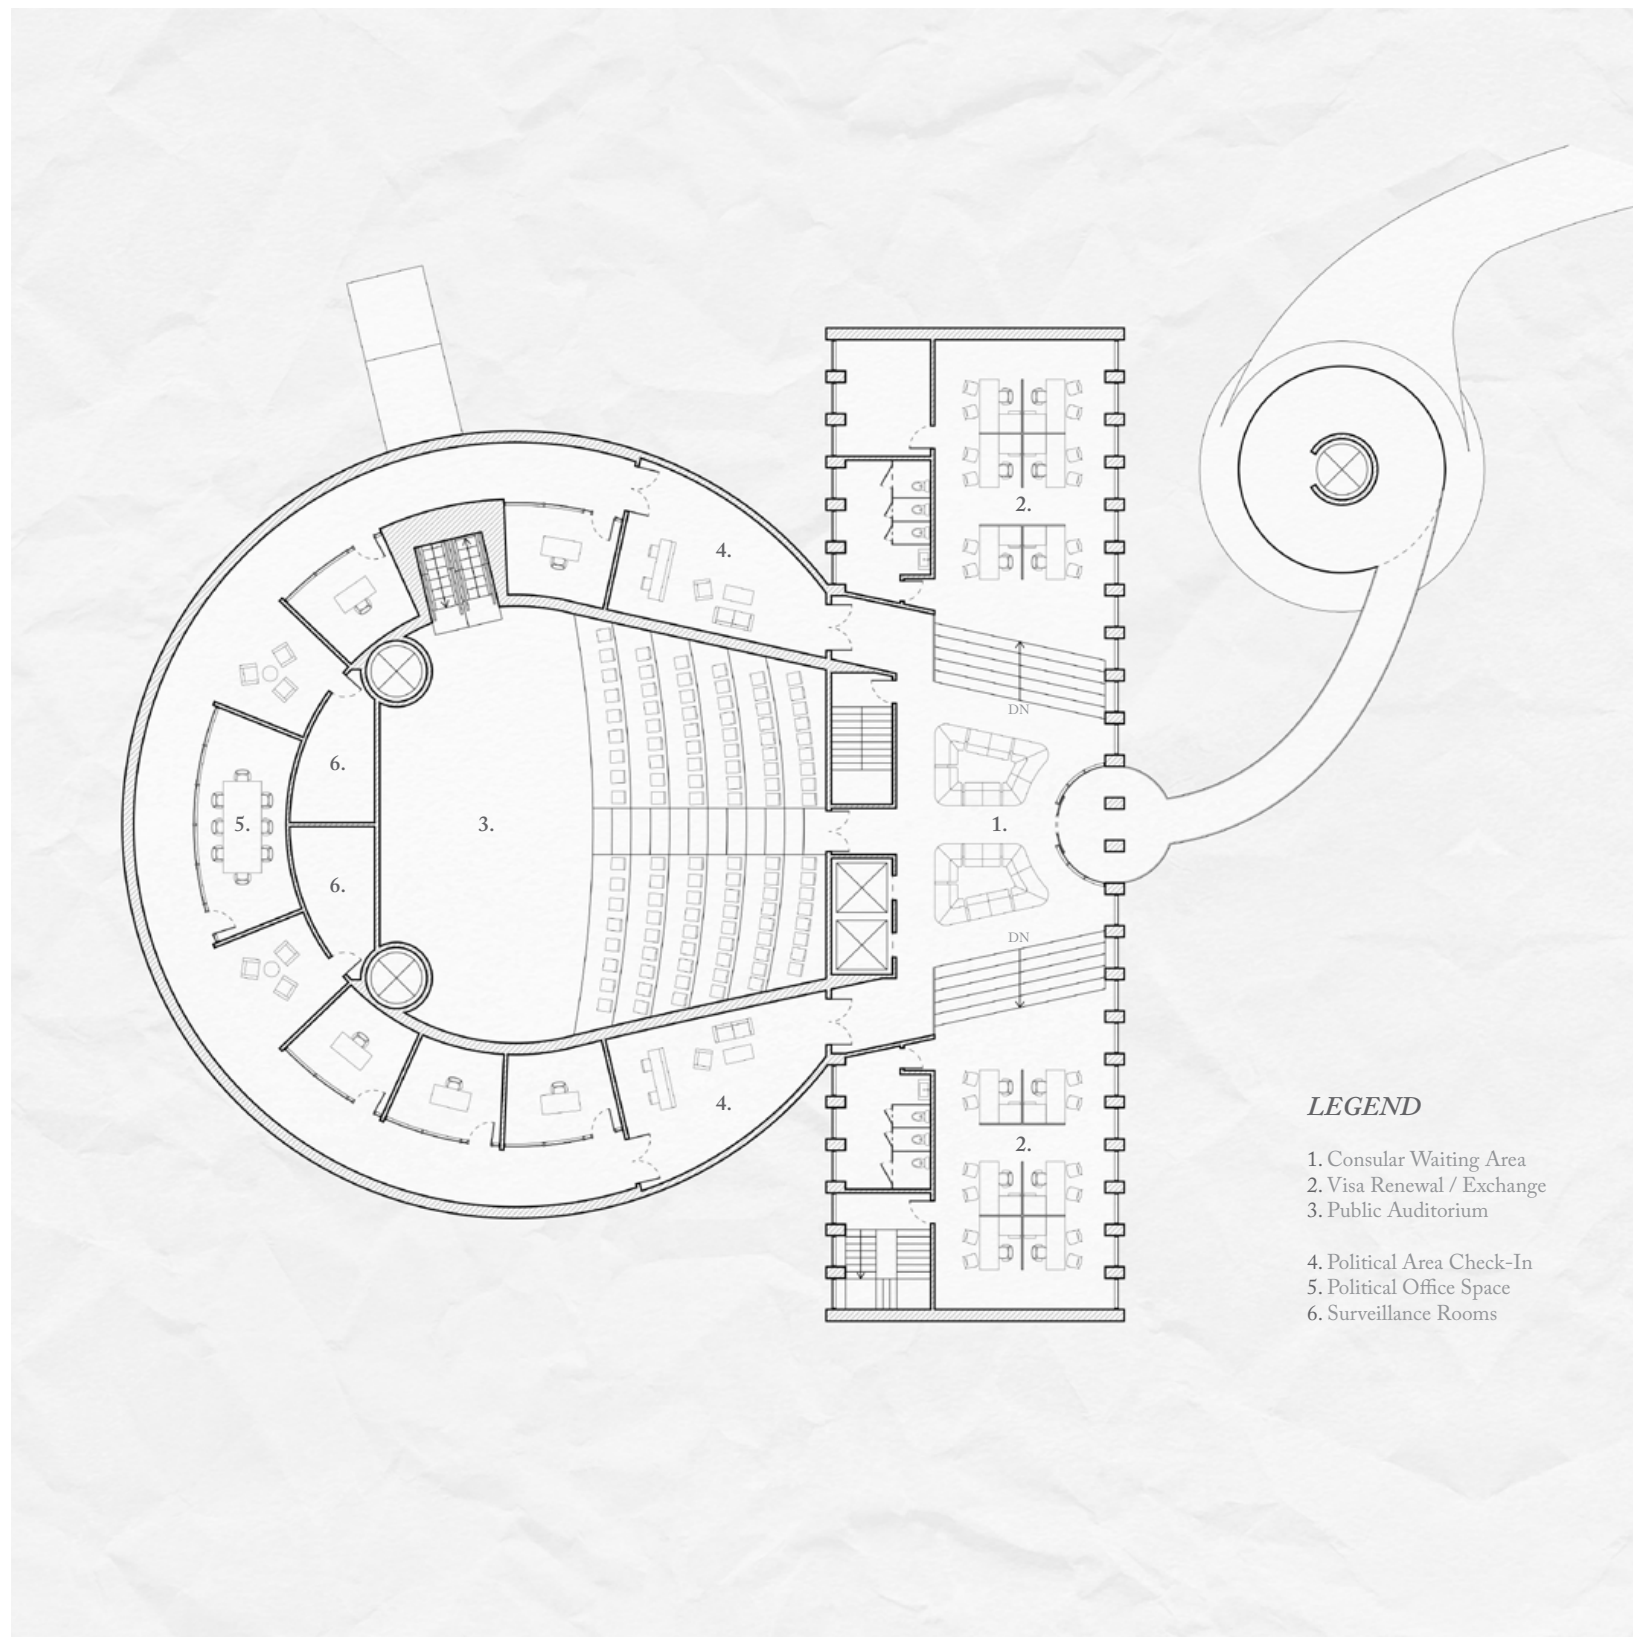 2.
4.
DN
6.
5.
3.
1.
6.
DN
4.
2.
LEGEND
1. Consular Waiting Area
2. Visa Renewal / Exchange
3. Public Auditorium
4. Political Area Check-In
5. Political Office Space
6. Surveillance Rooms